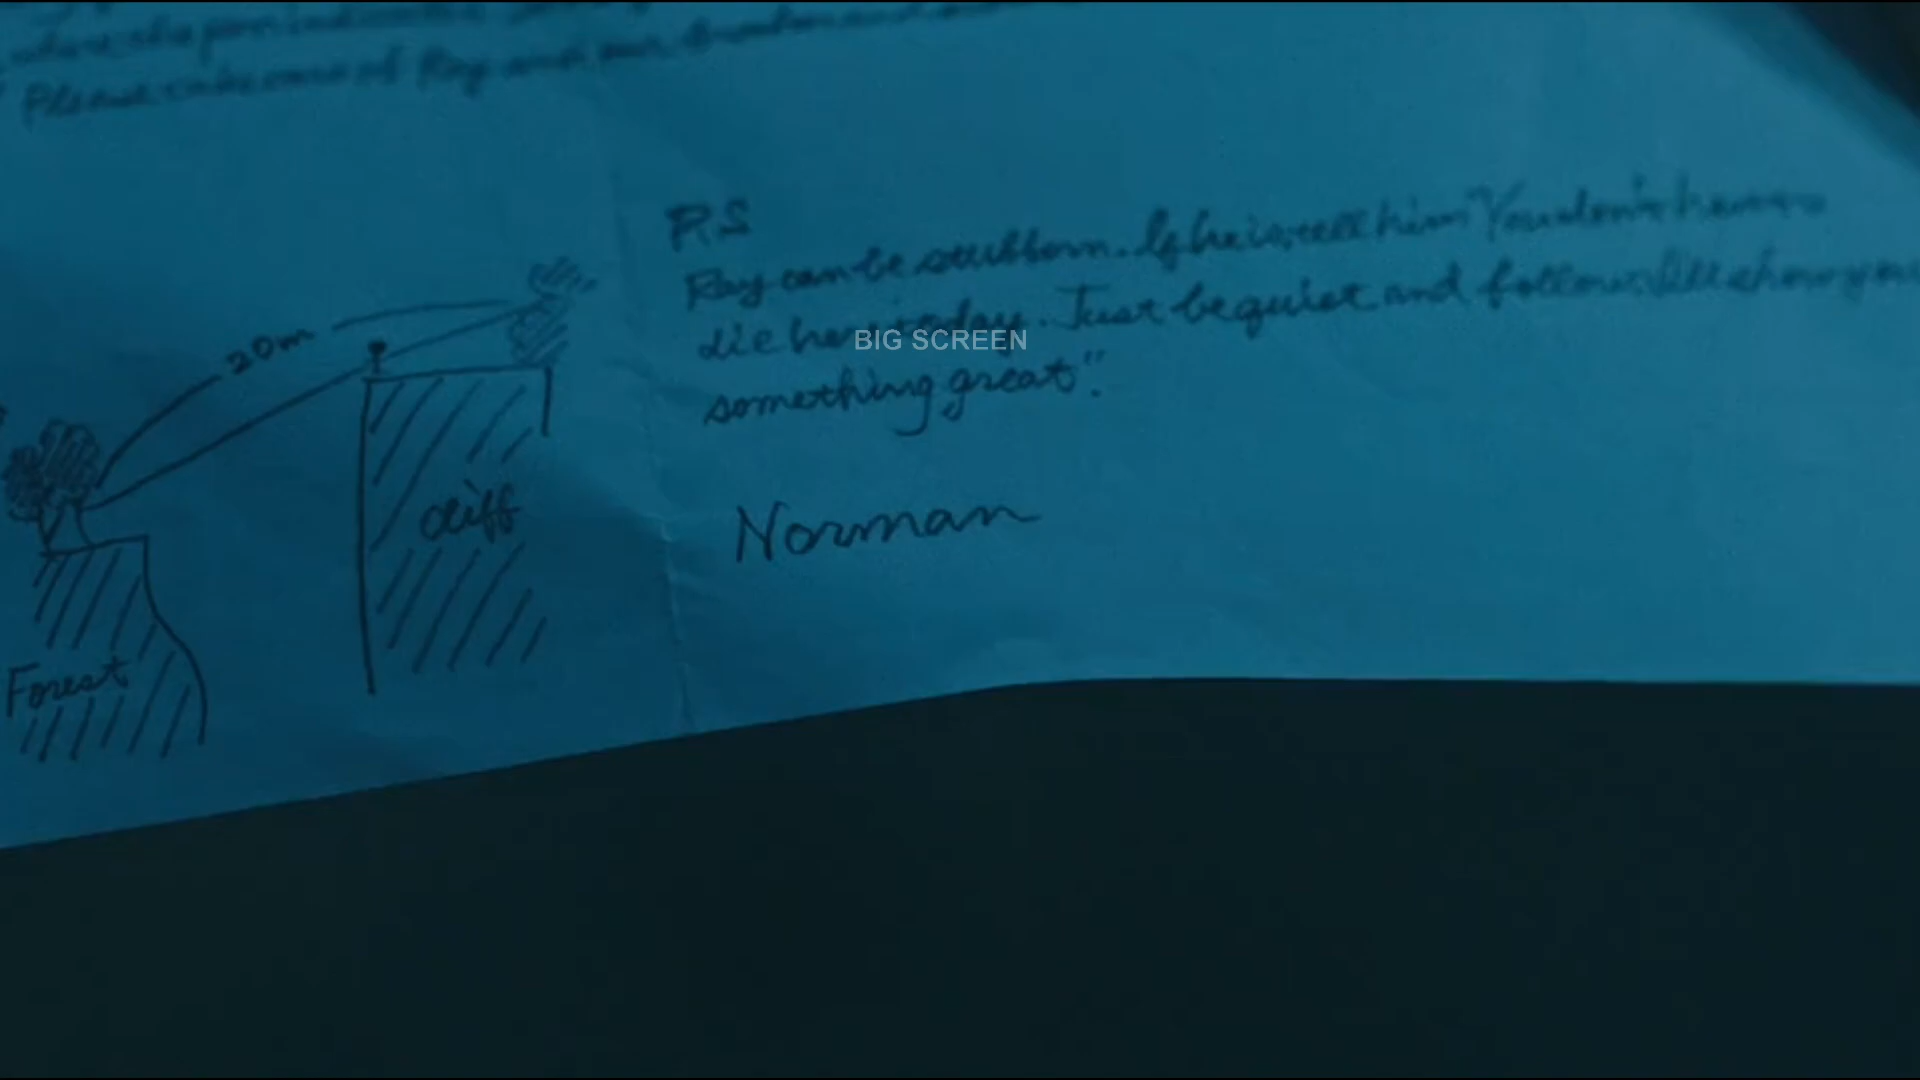 Please take care of Ray and our
P.S
Ray can be stubborn. If he is, tell him "You don't have to
die here today. Just be quiet and follow. I'll show you
something great".
Norman
20m
cliff
Forest
BIG SCREEN